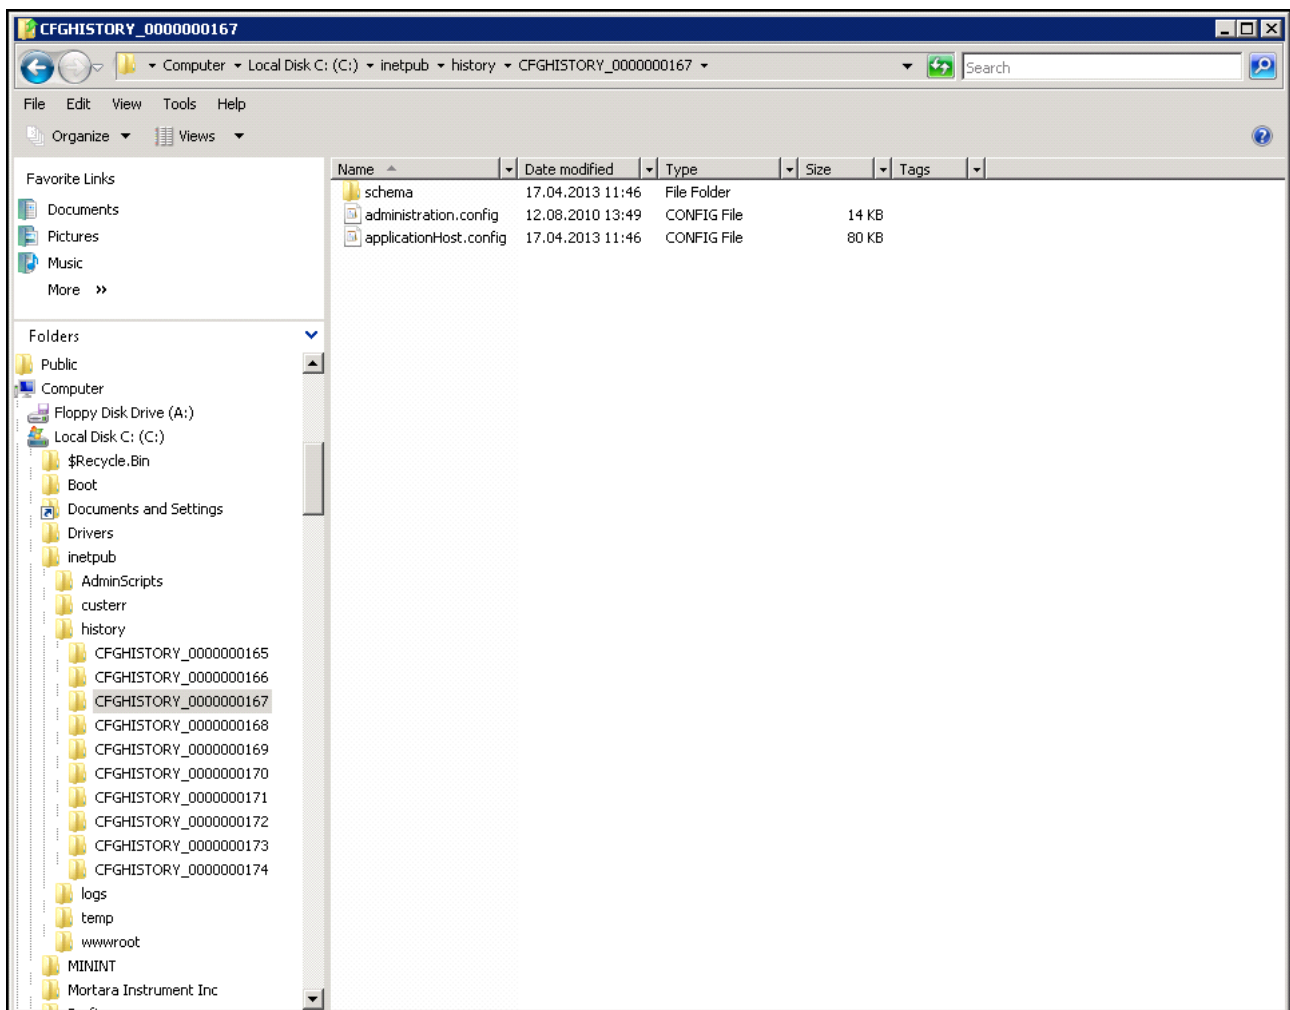 CFGHISTORY_0000000167
Computer Local Disk C: (C:) inetpub history CFGHISTORY_0000000167
Search
File Edit View Tools Help
Organize Views
Favorite Links
Documents
Pictures
Music
More »
Folders
Public
Computer
Floppy Disk Drive (A:)
Local Disk C: (C:)
$Recycle.Bin
Boot
Documents and Settings
Drivers
inetpub
AdminScripts
custerr
history
CFGHISTORY_0000000165
CFGHISTORY_0000000166
CFGHISTORY_0000000167
CFGHISTORY_0000000168
CFGHISTORY_0000000169
CFGHISTORY_0000000170
CFGHISTORY_0000000171
CFGHISTORY_0000000172
CFGHISTORY_0000000173
CFGHISTORY_0000000174
logs
temp
wwwroot
MININT
Mortara Instrument Inc
Name Date modified Type Size Tags
schema 17.04.2013 11:46 File Folder
administration.config 12.08.2010 13:49 CONFIG File 14 KB
applicationHost.config 17.04.2013 11:46 CONFIG File 80 KB